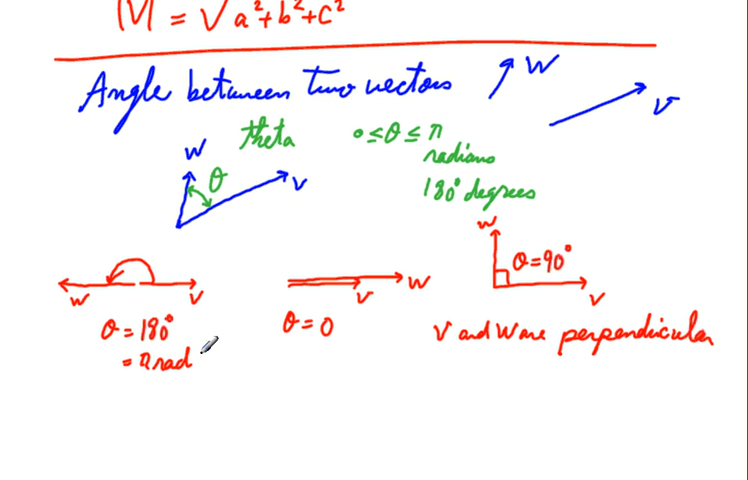 |V| = √a²+b²+c²
Angle between two vectors
W
V
theta
0 ≤ θ ≤ π
radians
180° degrees
W
θ
V
W
V
θ = 180°
= π rad
W
V
θ = 0
W
θ = 90°
V
V and W are perpendicular